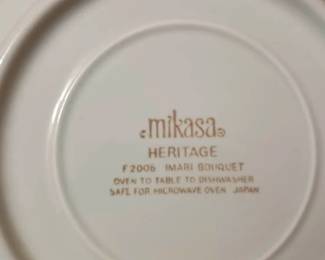 mikasa
HERITAGE
F2006 IMARI BOUQUET
OVEN TO TABLE TO DISHWASHER
SAFE FOR MICROWAVE OVEN JAPAN